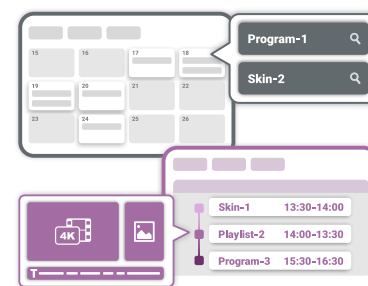 Program-1
15 16 17 18
Skin-2
19 20 21 22
23 24 25 26
Skin-1 13:30-14:00
4K
Playlist-2 14:00-13:30
Program-3 15:30-16:30
T